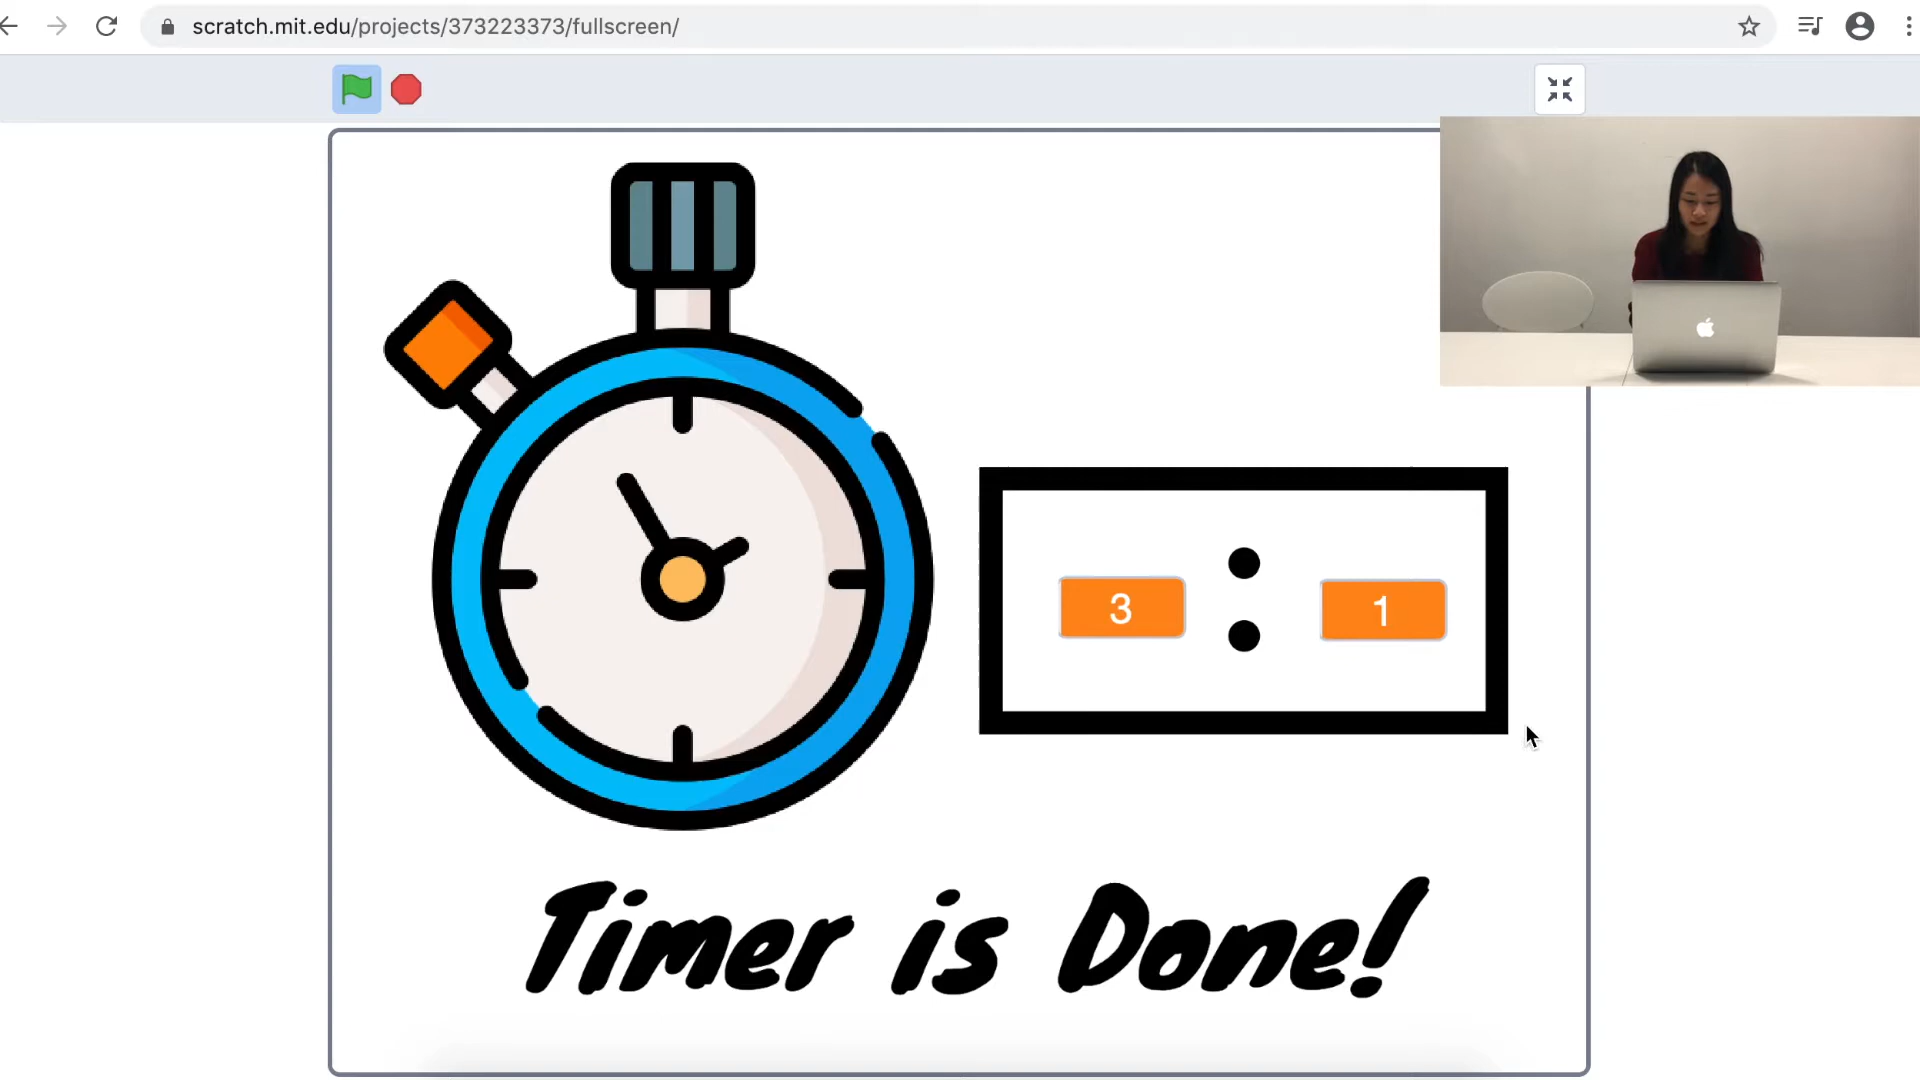 scratch.mit.edu/projects/373223373/fullscreen/
3 : 1
Timer is Done!